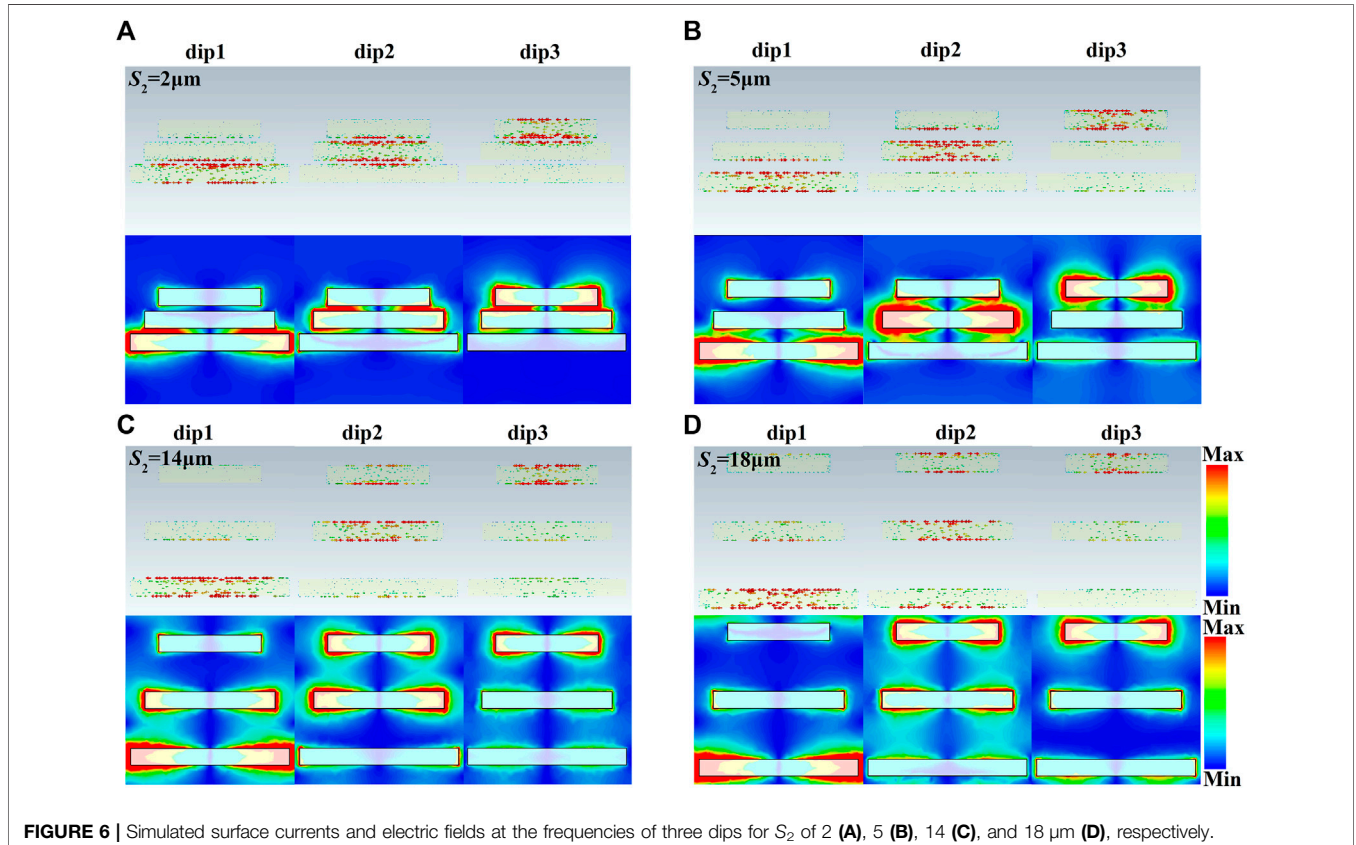 A
dip1 dip2 dip3
S₂=2μm
B
dip1 dip2 dip3
S₂=5μm
C
dip1 dip2 dip3
S₂=14μm
D
dip1 dip2 dip3
S₂=18μm
Max
Min
Max
Min
FIGURE 6 | Simulated surface currents and electric fields at the frequencies of three dips for S₂ of 2 (A), 5 (B), 14 (C), and 18 μm (D), respectively.